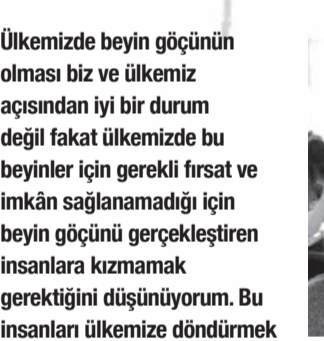 Ülkemizde beyin göçünün
olması biz ve ülkemiz
açısından iyi bir durum
değil fakat ülkemizde bu
beyinler için gerekli fırsat ve
imkân sağlanamadığı için
beyin göçünü gerçekleştiren
insanlara kızmamak
gerektiğini düşünüyorum. Bu
insanları ülkemize döndürmek